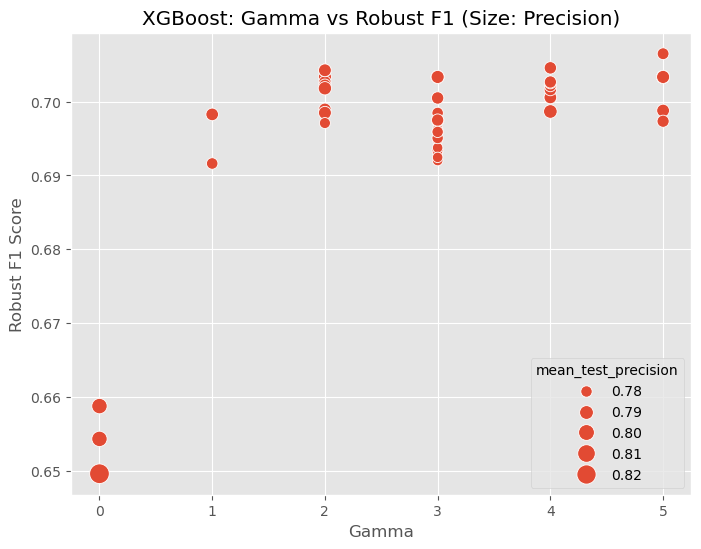 XGBoost: Gamma vs Robust F1 (Size: Precision)
Robust F1 Score
0.70
0.69
0.68
0.67
0.66
0.65
mean_test_precision
0.78
0.79
0.80
0.81
0.82
0 1 2 3 4 5
Gamma